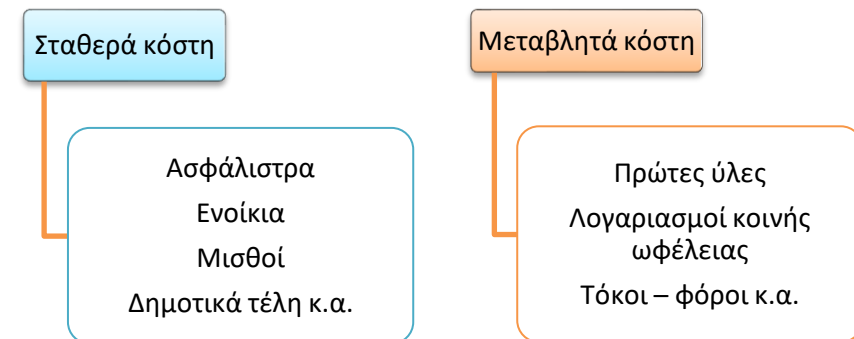 Σταθερά κόστη
Ασφάλιστρα
Ενοίκια
Μισθοί
Δημοτικά τέλη κ.α.
Μεταβλητά κόστη
Πρώτες ύλες
Λογαριασμοί κοινής
ωφέλειας
Τόκοι – φόροι κ.α.